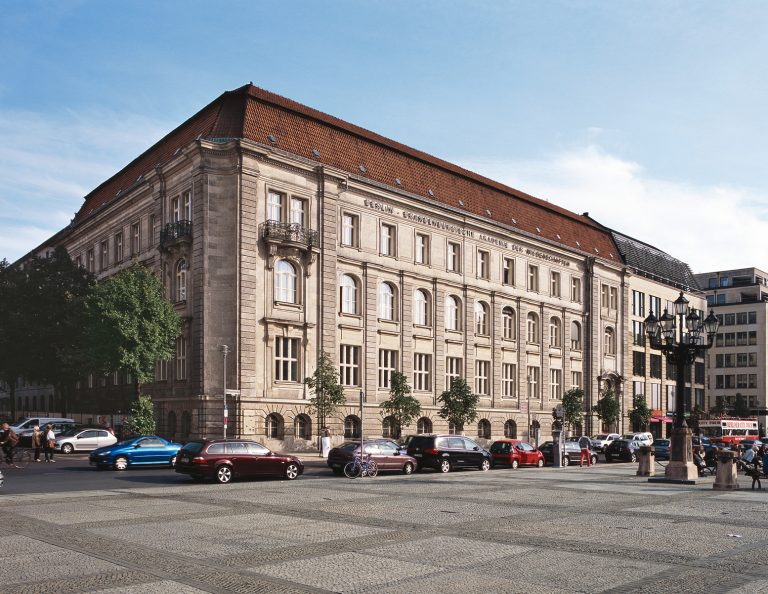 BERLIN-BRANDENBURGISCHE AKADEMIE DER WISSENSCHAFTEN